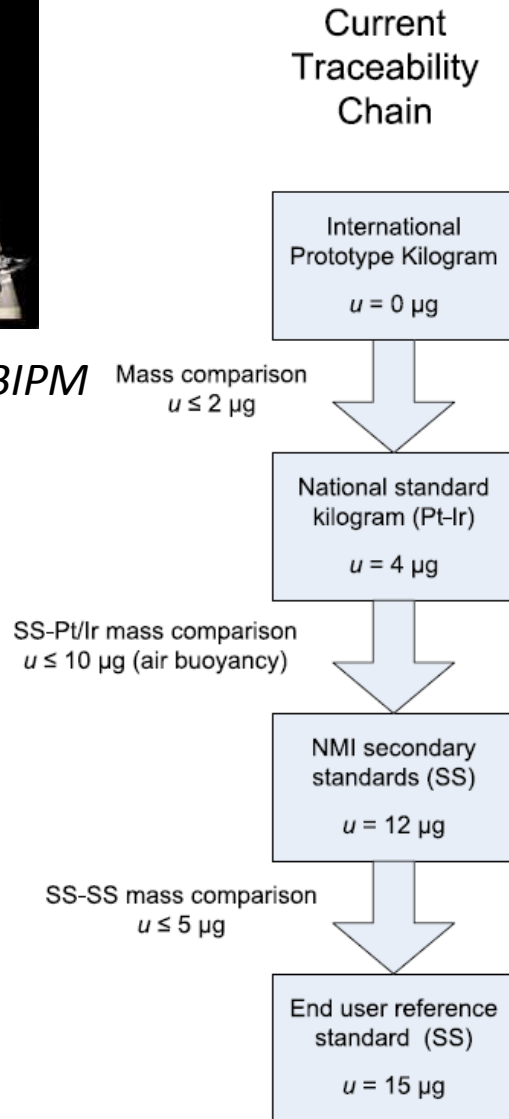 Current
Traceability
Chain
International
Prototype Kilogram
u = 0 µg
BIPM
Mass comparison
u ≤ 2 µg
National standard
kilogram (Pt-Ir)
u = 4 µg
SS-Pt/Ir mass comparison
u ≤ 10 µg (air buoyancy)
NMI secondary
standards (SS)
u = 12 µg
SS-SS mass comparison
u ≤ 5 µg
End user reference
standard (SS)
u = 15 µg